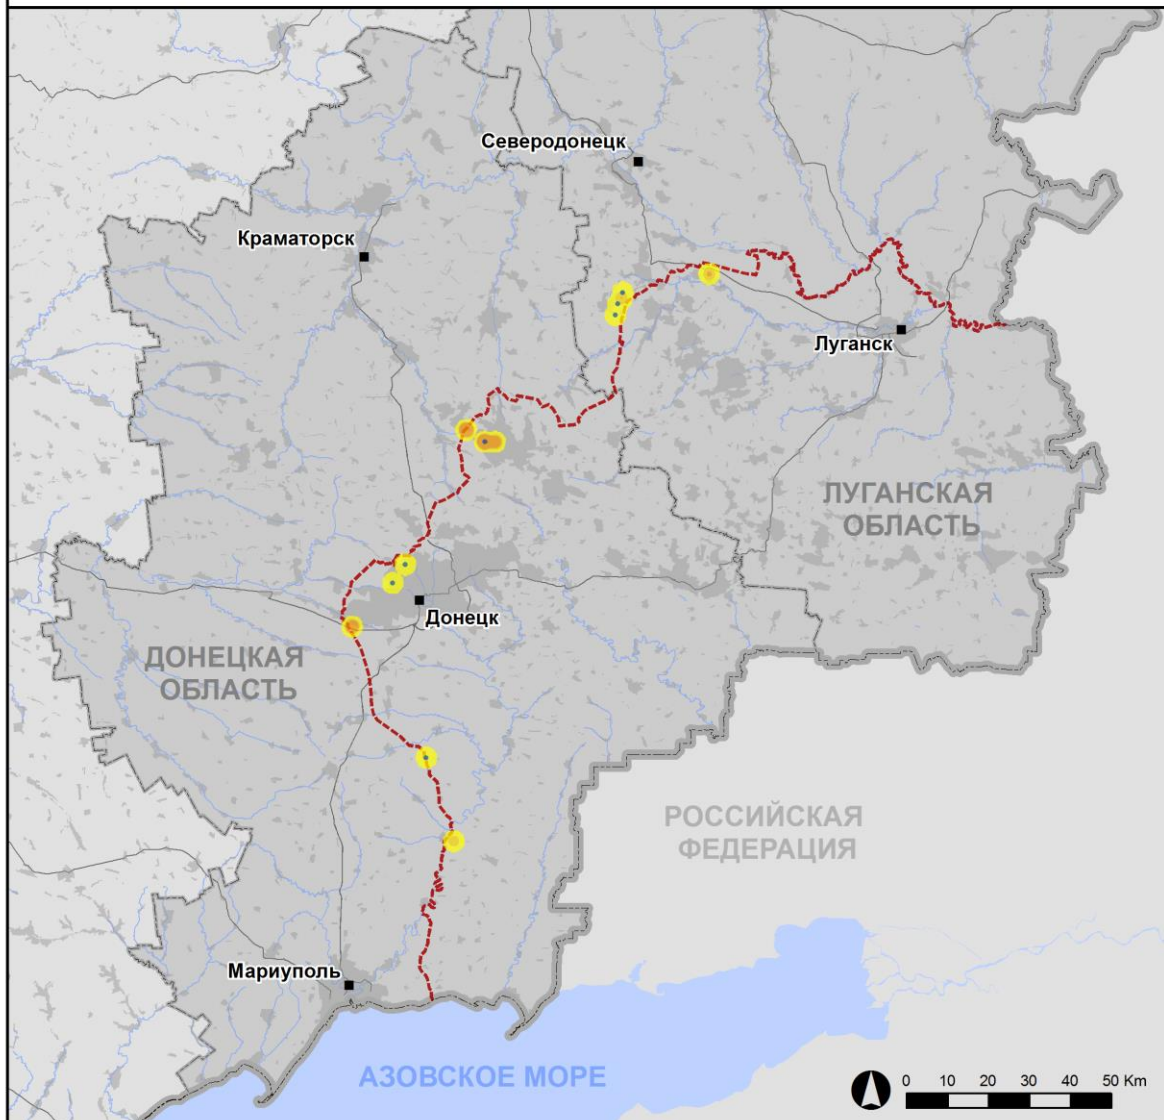 Северодонецк
Краматорск
Луганск
ЛУГАНСКАЯ
ОБЛАСТЬ
Донецк
ДОНЕЦКАЯ
ОБЛАСТЬ
РОССИЙСКАЯ
ФЕДЕРАЦИЯ
Мариуполь
АЗОВСКОЕ МОРЕ
0 10 20 30 40 50 Km